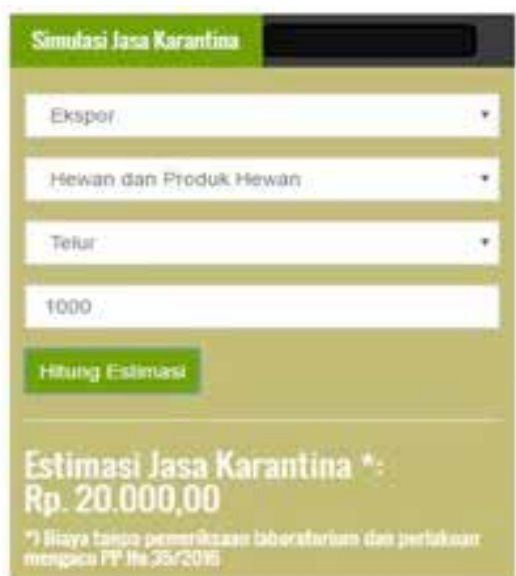 Simulasi Jasa Karantina
Ekspor
Hewan dan Produk Hewan
Telur
1000
Hitung Estimasi
Estimasi Jasa Karantina *:
Rp. 20.000,00
*) Biaya tanpa pemeriksaan laboratorium dan perlakuan
mengacu PP No.35/2016